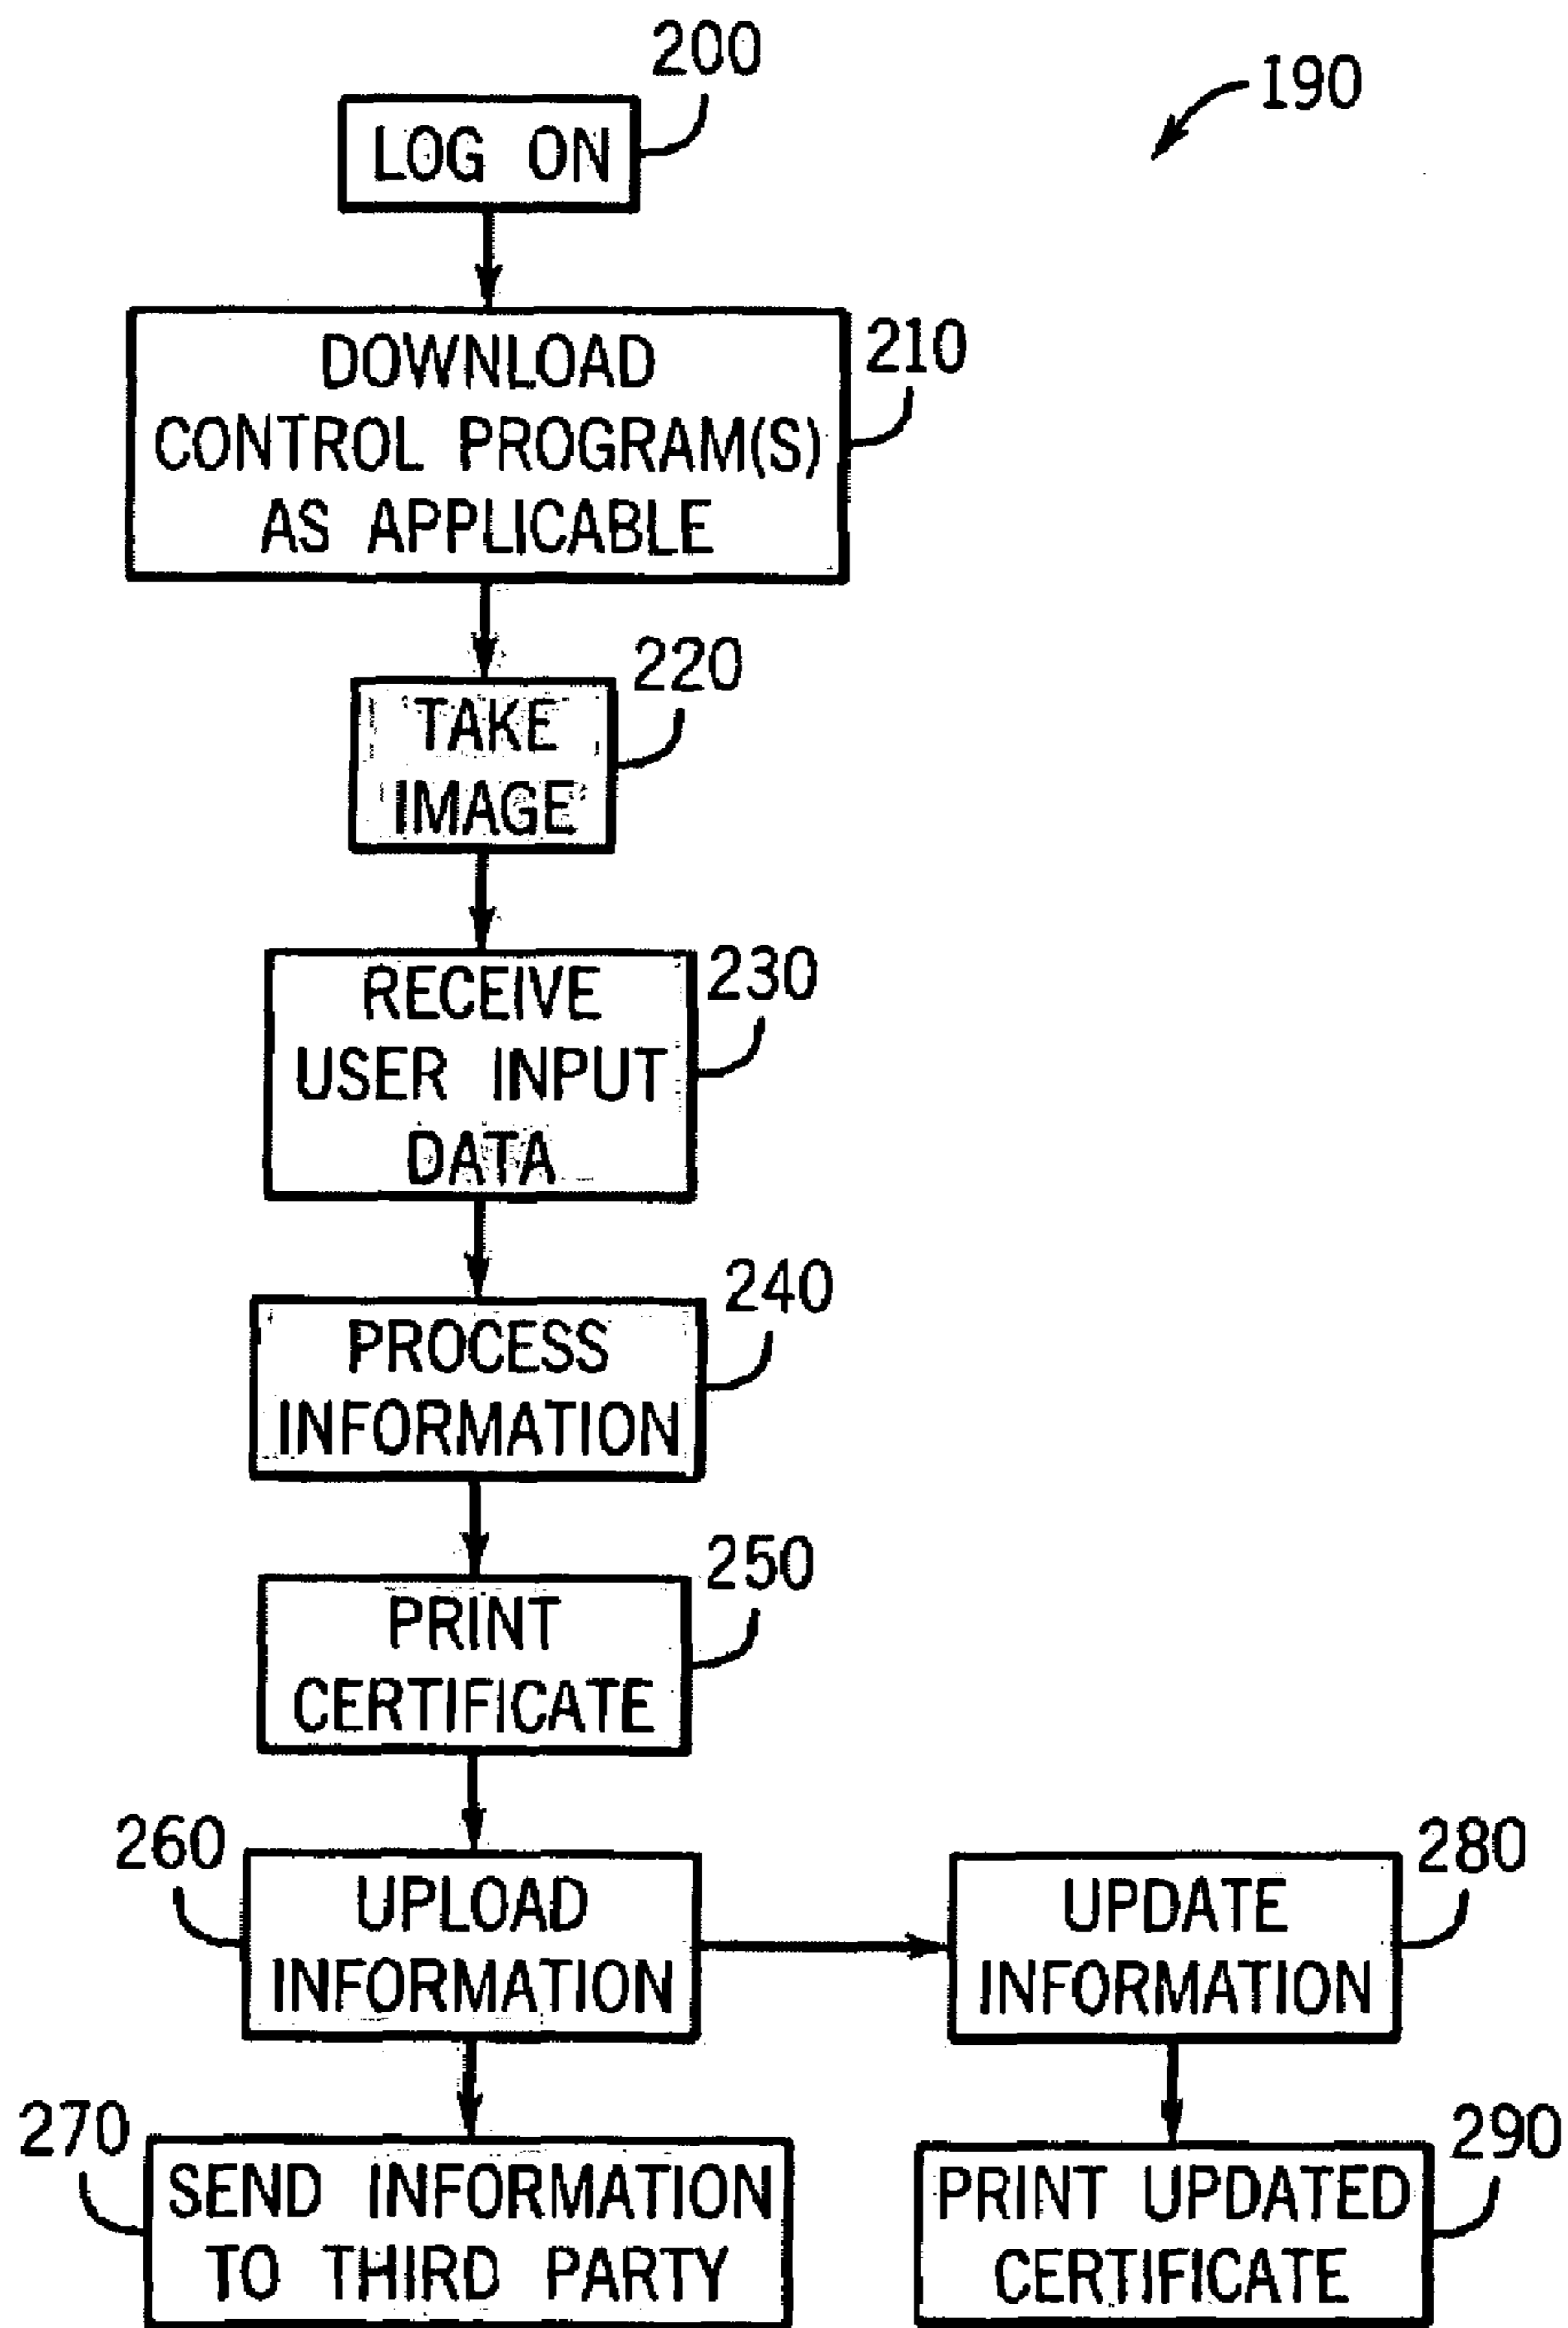 200
190
LOG ON
210
DOWNLOAD
CONTROL PROGRAM(S)
AS APPLICABLE
220
TAKE
IMAGE
230
RECEIVE
USER INPUT
DATA
240
PROCESS
INFORMATION
250
PRINT
CERTIFICATE
260
UPLOAD
INFORMATION
280
UPDATE
INFORMATION
270
SEND INFORMATION
TO THIRD PARTY
290
PRINT UPDATED
CERTIFICATE